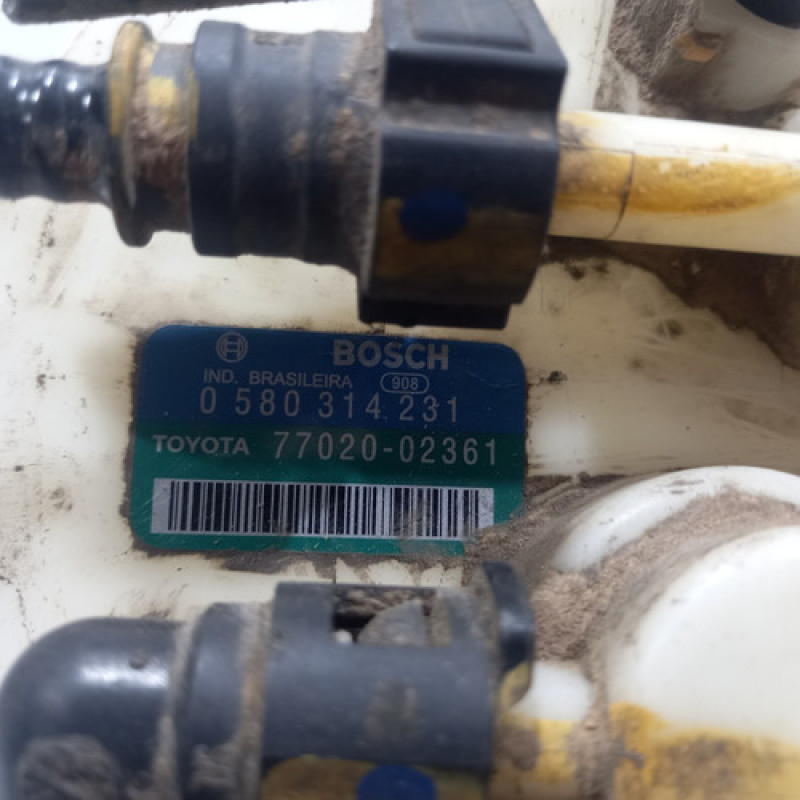 BOSCH
IND. BRASILEIRA 908
0 580 314 231
TOYOTA 77020-02361